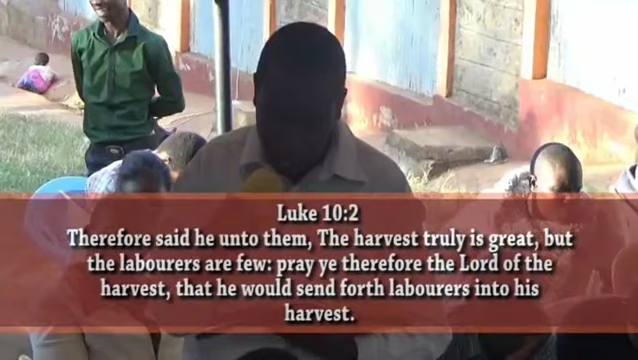 Luke 10:2
Therefore said he unto them, The harvest truly is great, but
the labourers are few: pray ye therefore the Lord of the
harvest, that he would send forth labourers into his
harvest.